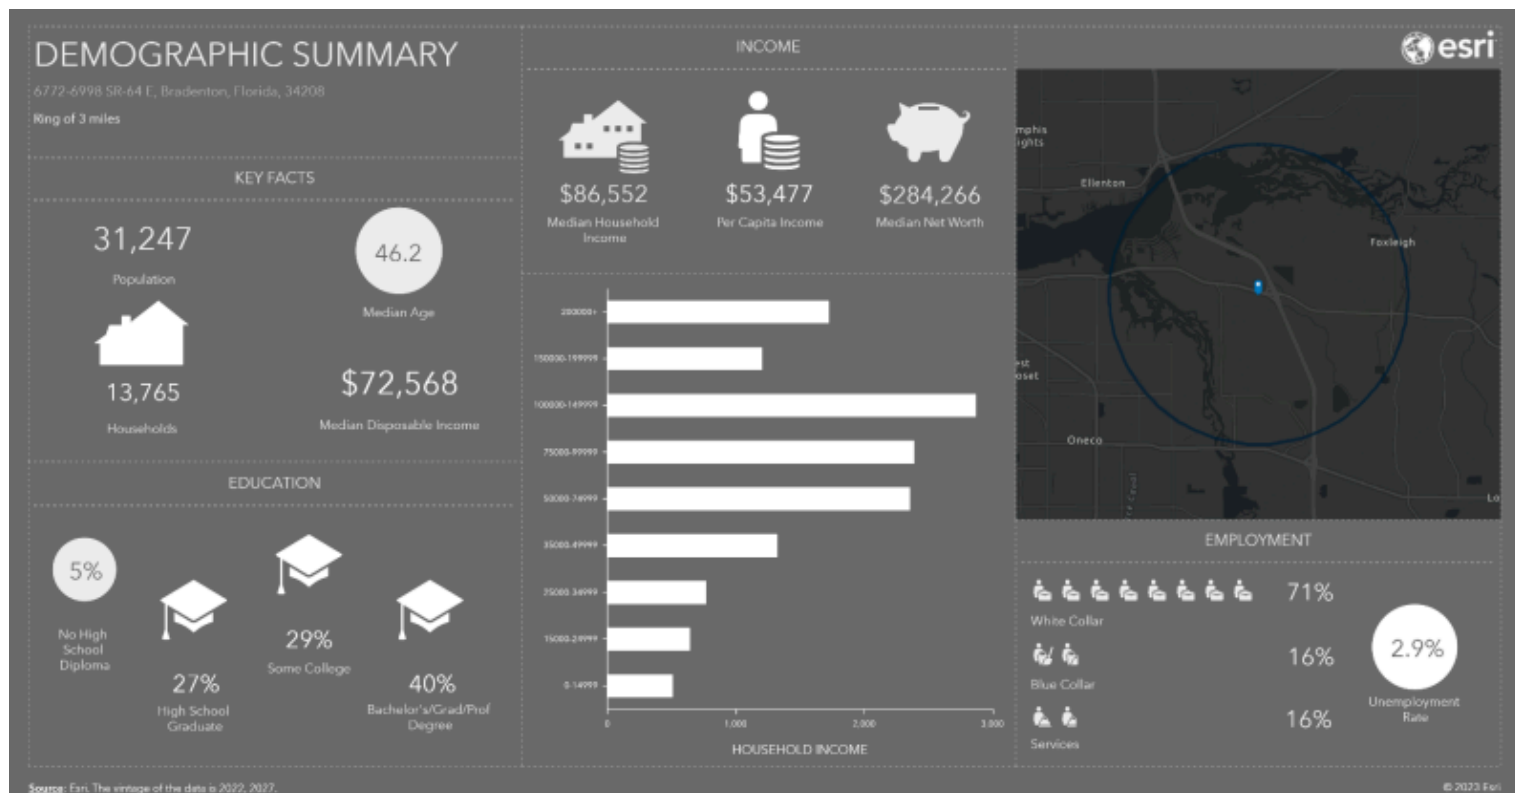 DEMOGRAPHIC SUMMARY
6772-6998 SR-64 E, Bradenton, Florida, 34208
Ring of 3 miles
KEY FACTS
31,247
Population
46.2
Median Age
13,765
Households
$72,568
Median Disposable Income
EDUCATION
5%
No High
School
Diploma
27%
High School
Graduate
29%
Some College
40%
Bachelor's/Grad/Prof
Degree
INCOME
$86,552
Median Household
Income
$53,477
Per Capita Income
$284,266
Median Net Worth
200000+
150000-199999
100000-149999
75000-99999
50000-74999
35000-49999
25000-34999
15000-24999
0-14999
0
1,000
2,000
3,000
HOUSEHOLD INCOME
esri
mphis
ights
Ellenton
Foxleigh
est
oset
Oneco
Lo
EMPLOYMENT
71%
White Collar
16%
Blue Collar
16%
Services
2.9%
Unemployment
Rate
Source: Esri. The vintage of the data is 2022, 2027.
© 2023 Esri